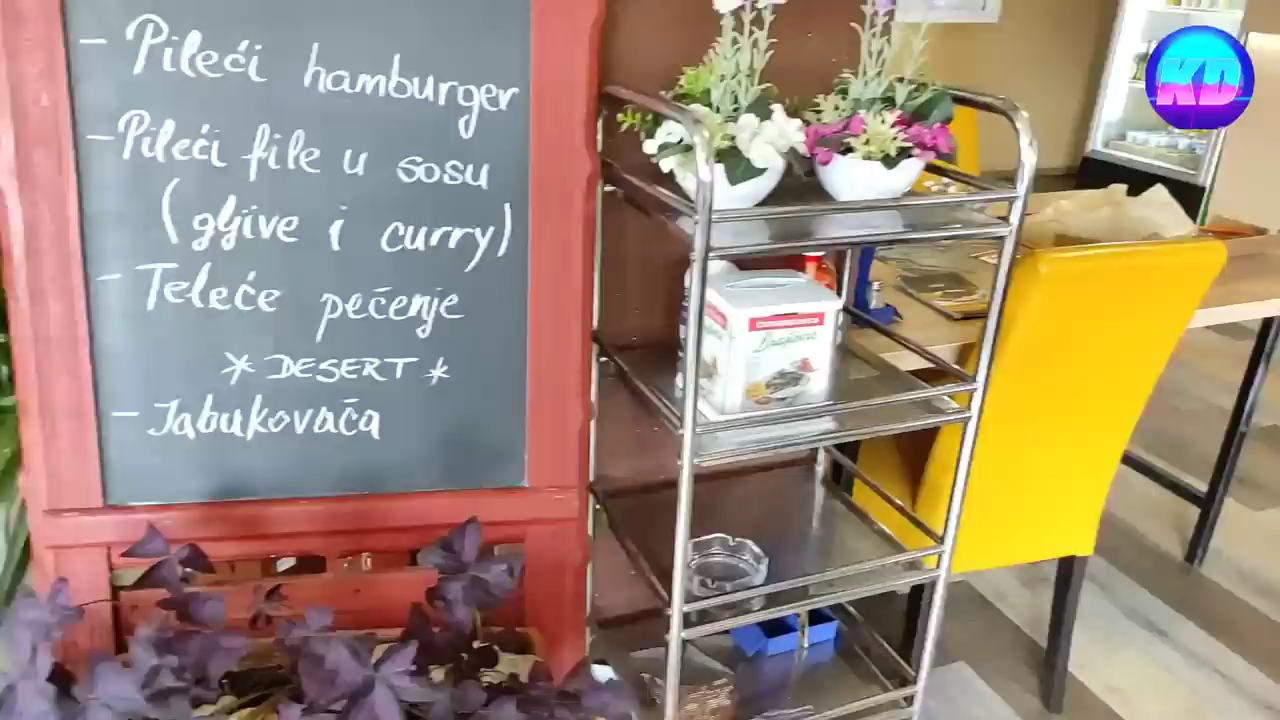 - Pileći hamburger
- Pileći file u sosu
(gljive i curry)
- Teleće pečenje
* DESERT *
- Jabukovača
KD